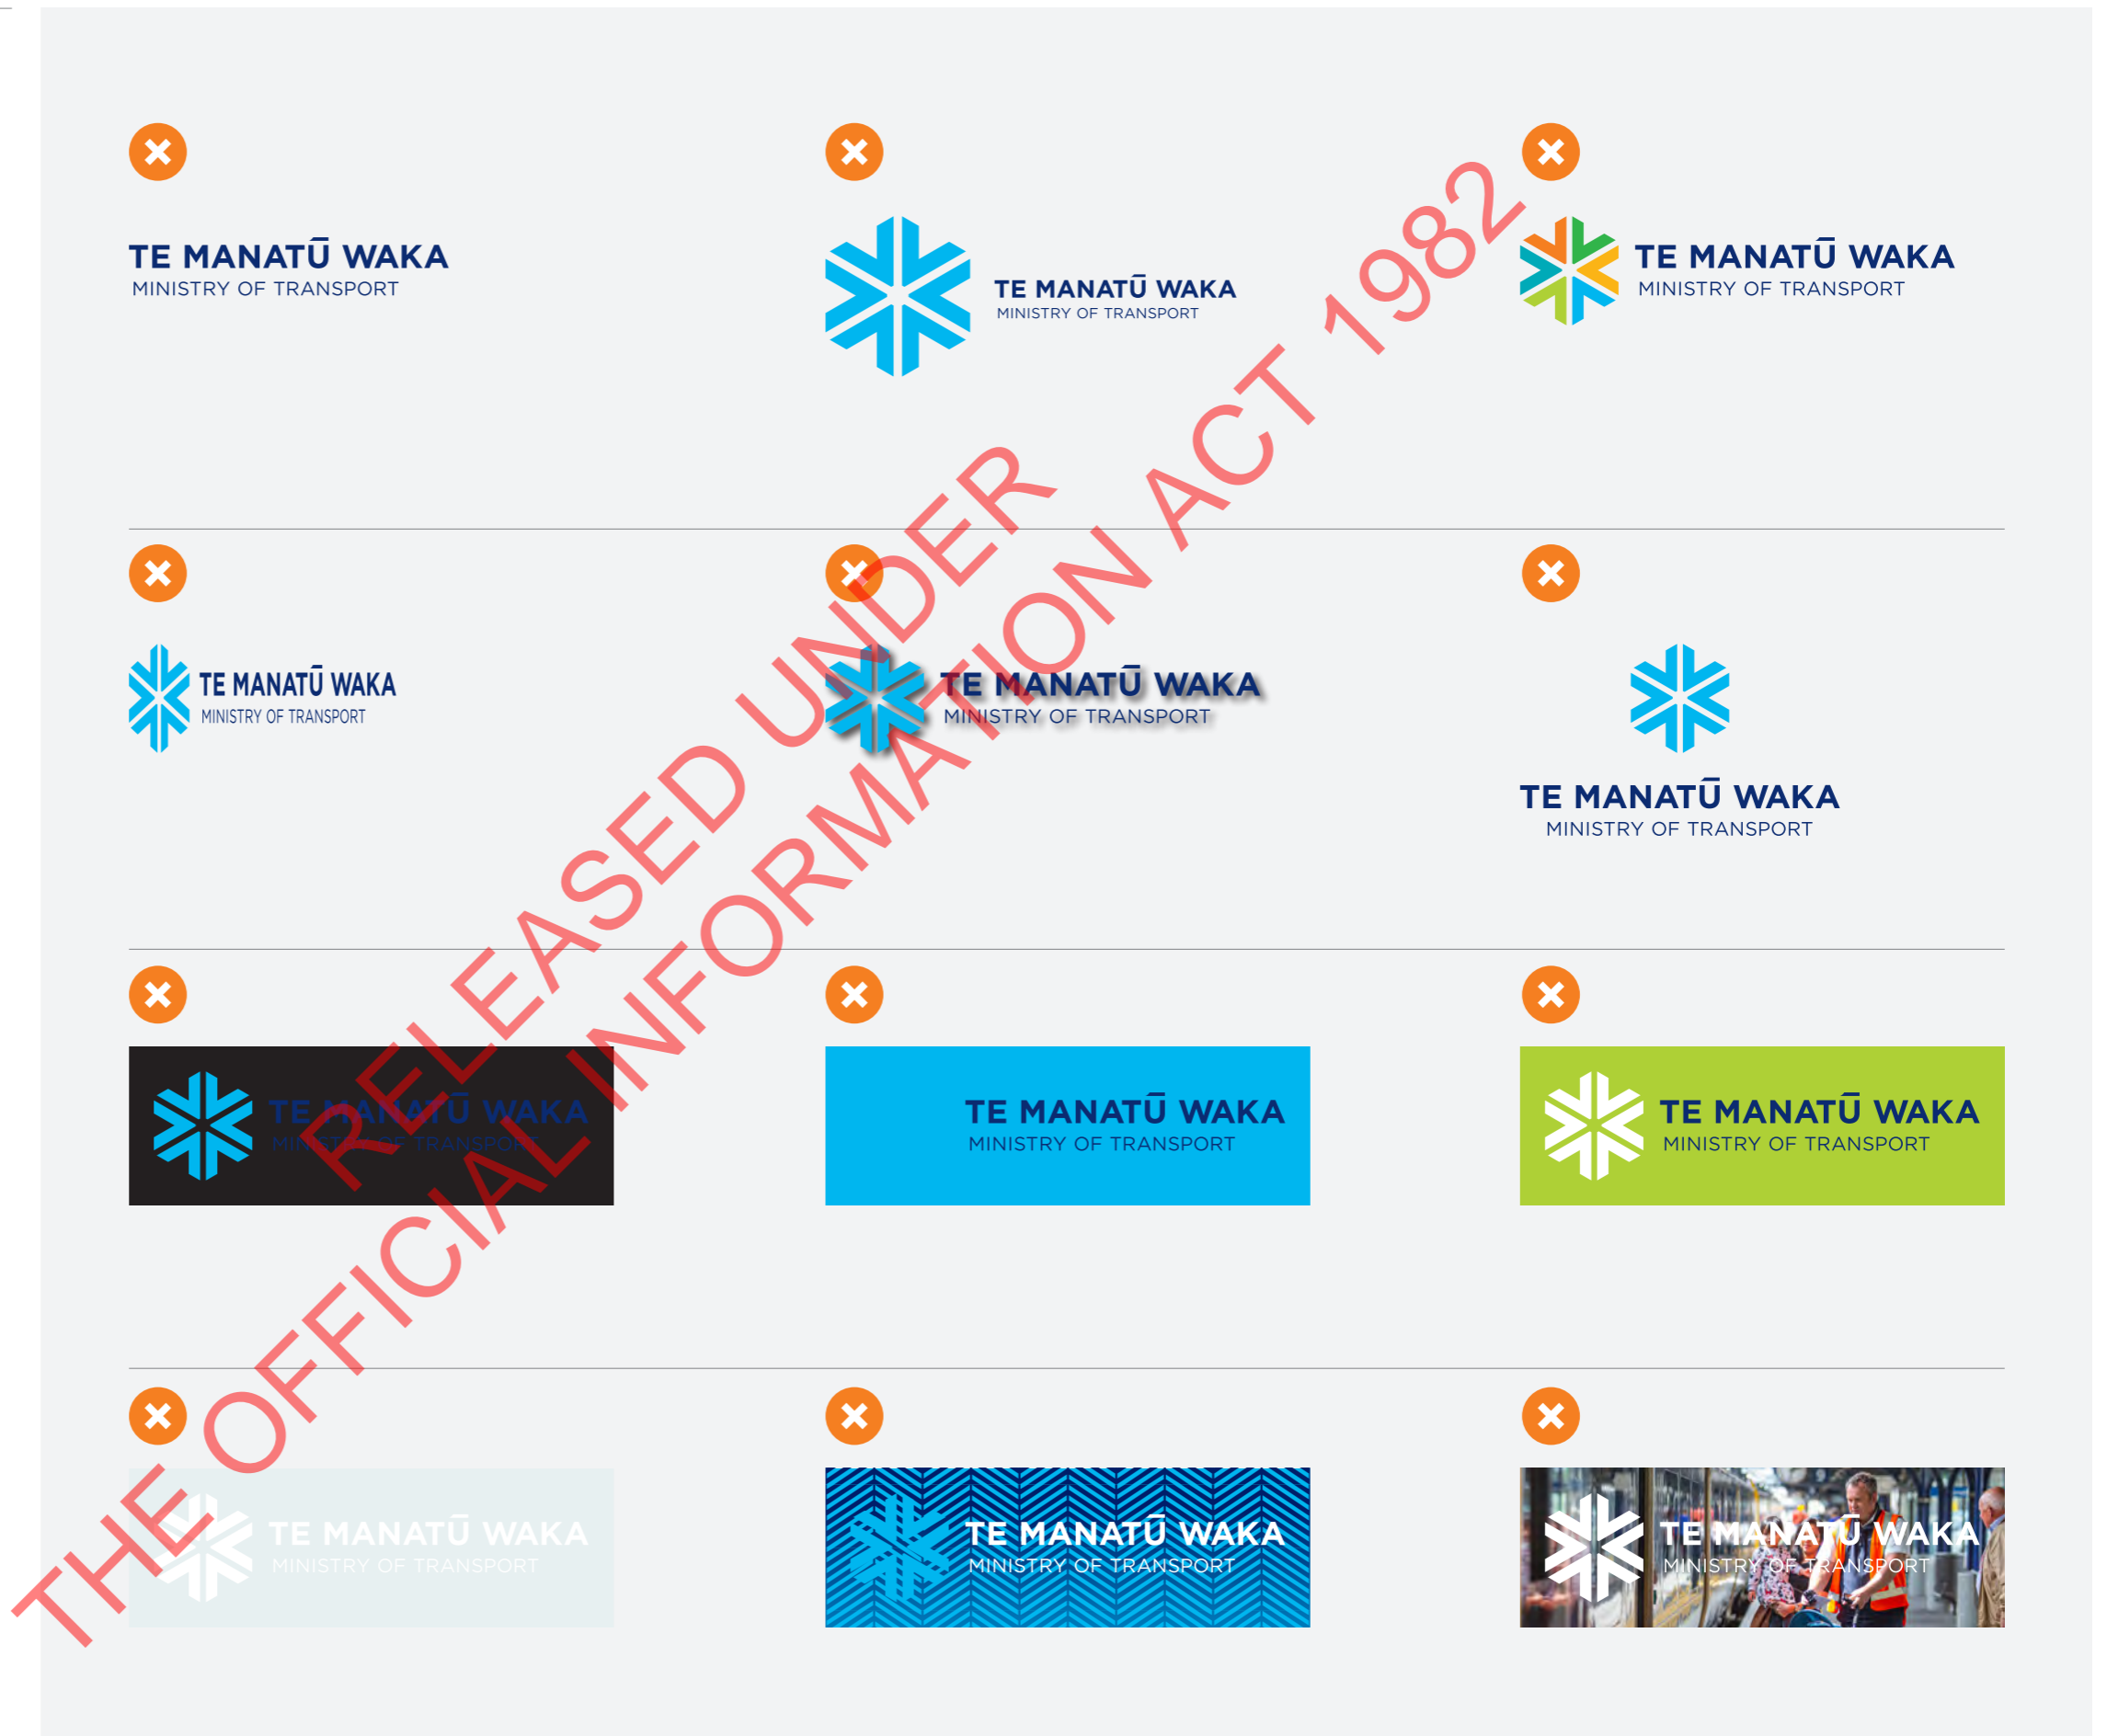 TE MANATŪ WAKA
MINISTRY OF TRANSPORT
TE MANATŪ WAKA
MINISTRY OF TRANSPORT
TE MANATŪ WAKA
MINISTRY OF TRANSPORT
TE MANATŪ WAKA
MINISTRY OF TRANSPORT
TE MANATŪ WAKA
MINISTRY OF TRANSPORT
TE MANATŪ WAKA
MINISTRY OF TRANSPORT
TE MANATŪ WAKA
MINISTRY OF TRANSPORT
TE MANATŪ WAKA
MINISTRY OF TRANSPORT
TE MANATŪ WAKA
MINISTRY OF TRANSPORT
TE MANATŪ WAKA
MINISTRY OF TRANSPORT
TE MANATŪ WAKA
MINISTRY OF TRANSPORT
TE MANATŪ WAKA
MINISTRY OF TRANSPORT
RELEASED UNDER
THE OFFICIAL INFORMATION ACT 1982